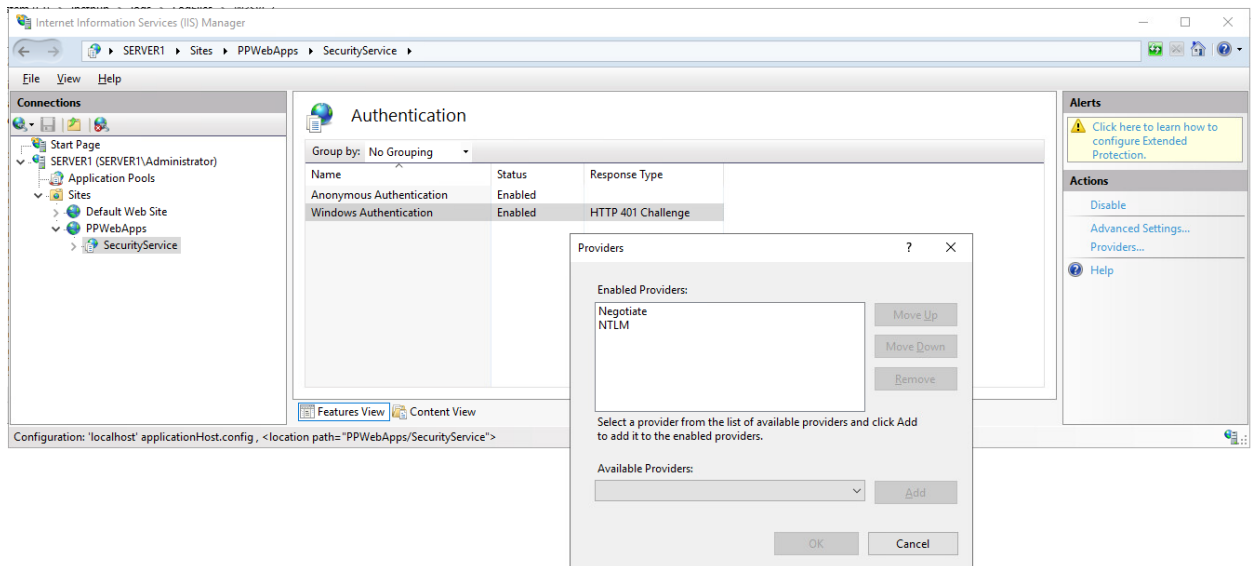 Internet Information Services (IIS) Manager
SERVER1 Sites PPWebApps SecurityService
File View Help
Connections
Start Page
SERVER1 (SERVER1\Administrator)
Application Pools
Sites
Default Web Site
PPWebApps
SecurityService
Authentication
Group by: No Grouping
Name Status Response Type
Anonymous Authentication Enabled
Windows Authentication Enabled HTTP 401 Challenge
Features View Content View
Alerts
Click here to learn how to
configure Extended
Protection.
Actions
Disable
Advanced Settings...
Providers...
Help
Configuration: 'localhost' applicationHost.config , <location path="PPWebApps/SecurityService">
Providers ?
Enabled Providers:
Negotiate
NTLM
Move Up
Move Down
Remove
Select a provider from the list of available providers and click Add
to add it to the enabled providers.
Available Providers:
Add
OK Cancel